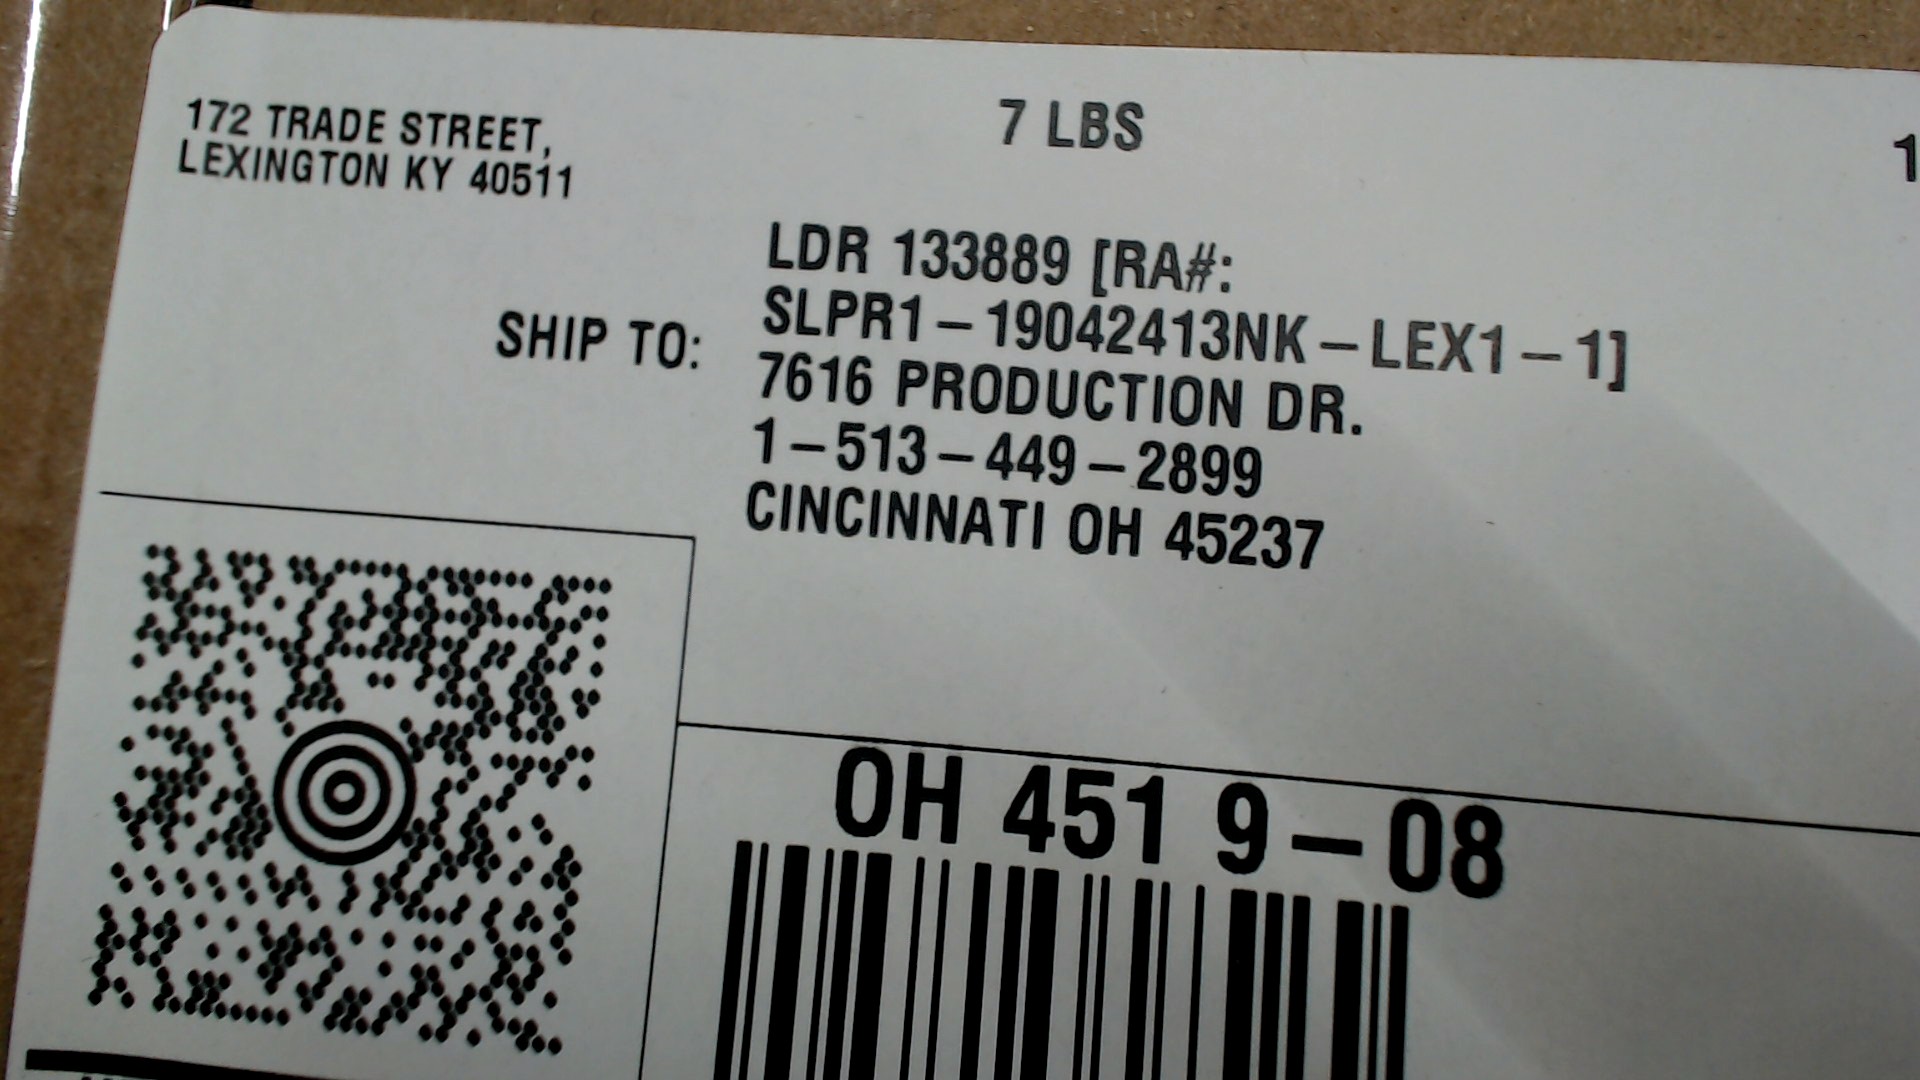 172 TRADE STREET,
LEXINGTON KY 40511
7 LBS
1
SHIP TO:
LDR 133889 [RA#:
SLPR1-19042413NK-LEX1-1]
7616 PRODUCTION DR.
1-513-449-2899
CINCINNATI OH 45237
OH 451 9-08